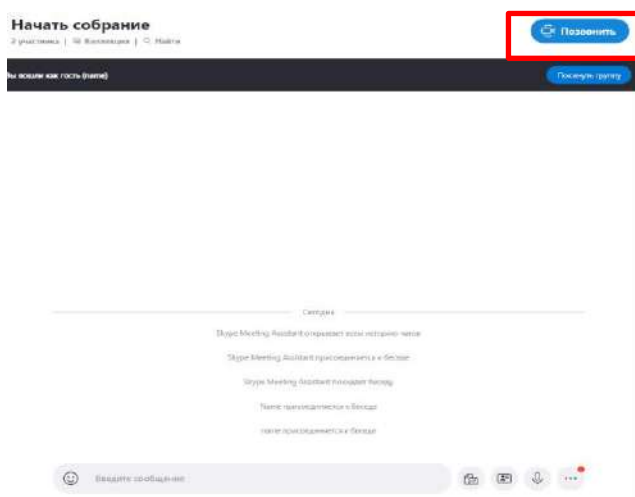 Начать собрание
2 участника | Коллекция | Найти
Позвонить
Вы вошли как гость (name)
Покинуть группу
Сегодня
Skype Meeting Assistant открывает всем историю чата
Skype Meeting Assistant присоединяется к беседе
Skype Meeting Assistant покидает беседу
Name присоединяется к беседе
name присоединяется к беседе
Введите сообщение